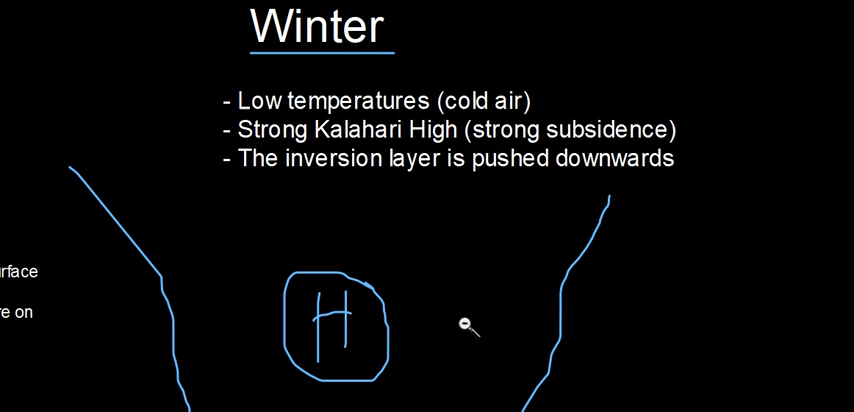 Winter
- Low temperatures (cold air)
- Strong Kalahari High (strong subsidence)
- The inversion layer is pushed downwards
rface
re on
H